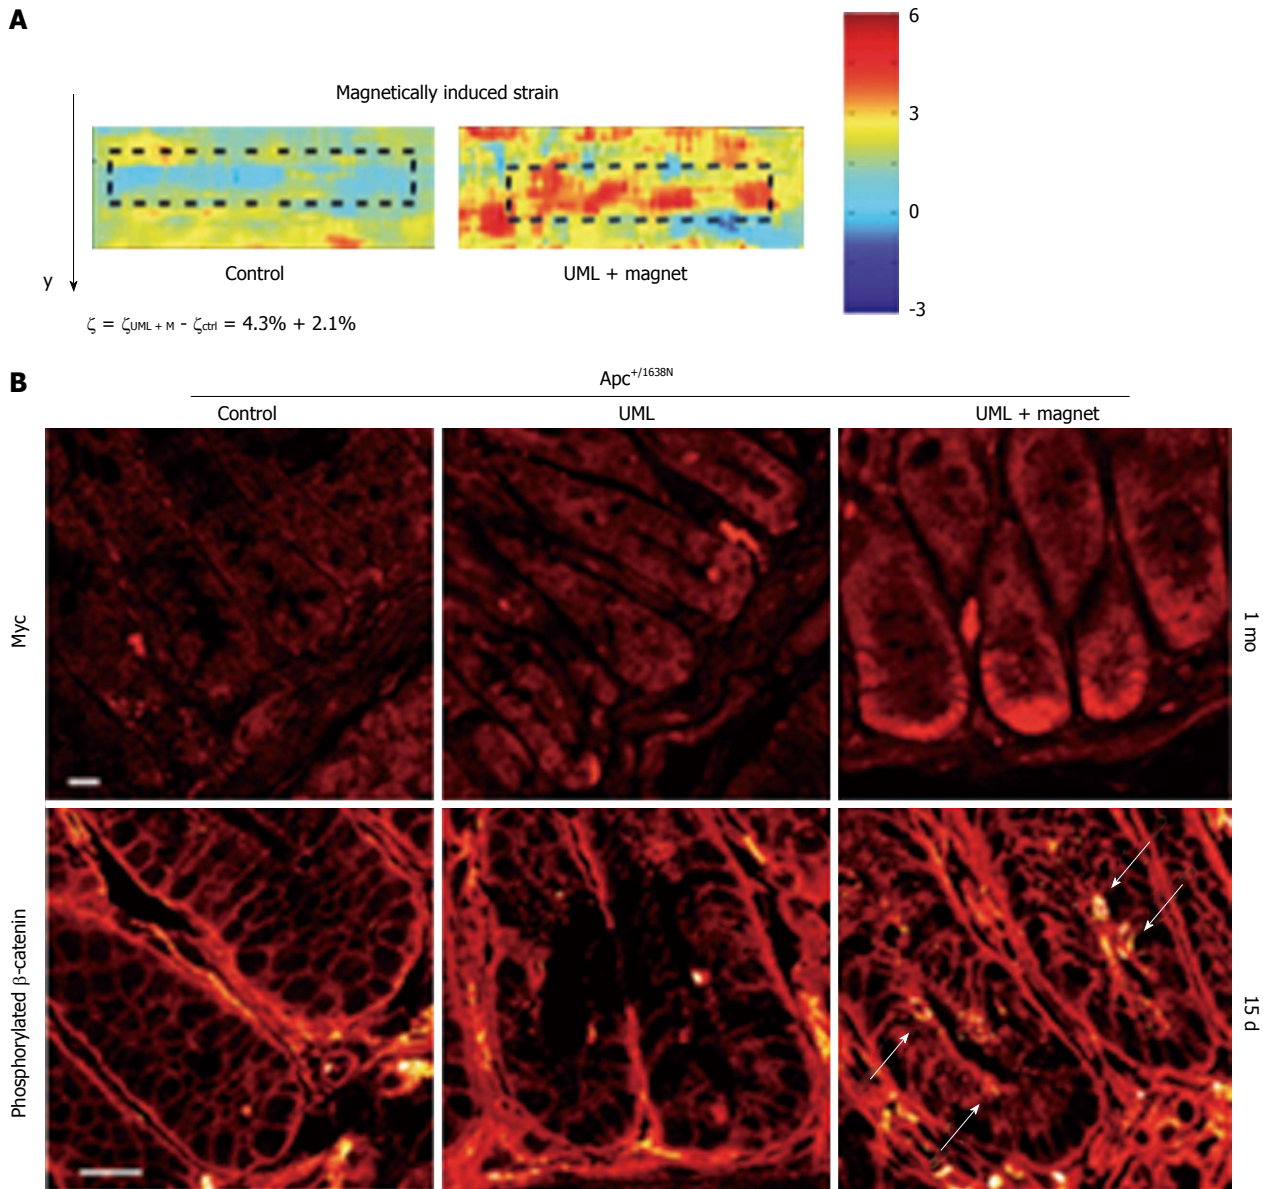 A
Magnetically induced strain
6
3
0
-3
y
Control
UML + magnet
ζ = ζUML + M - ζctrl = 4.3% + 2.1%
B
Apc+/1638N
Control
UML
UML + magnet
Myc
1 mo
Phosphorylated β-catenin
15 d